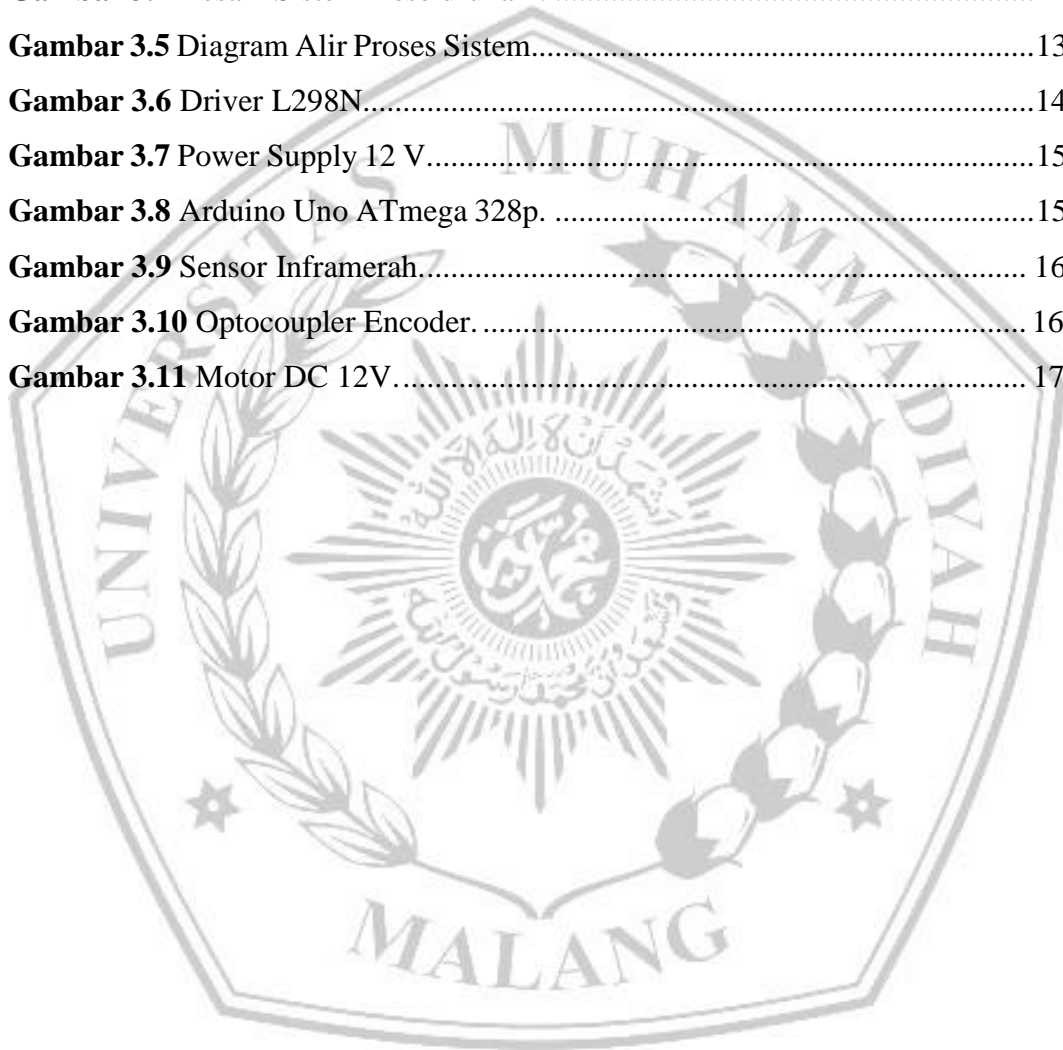 Gambar 3.5 Diagram Alir Proses Sistem............................................................13
Gambar 3.6 Driver L298N................................................................................14
Gambar 3.7 Power Supply 12 V........................................................................15
Gambar 3.8 Arduino Uno ATmega 328p. .........................................................15
Gambar 3.9 Sensor Inframerah......................................................................... 16
Gambar 3.10 Optocoupler Encoder. .................................................................. 16
Gambar 3.11 Motor DC 12V............................................................................. 17
UNIVERSITAS MUHAMMADIYAH
MALANG